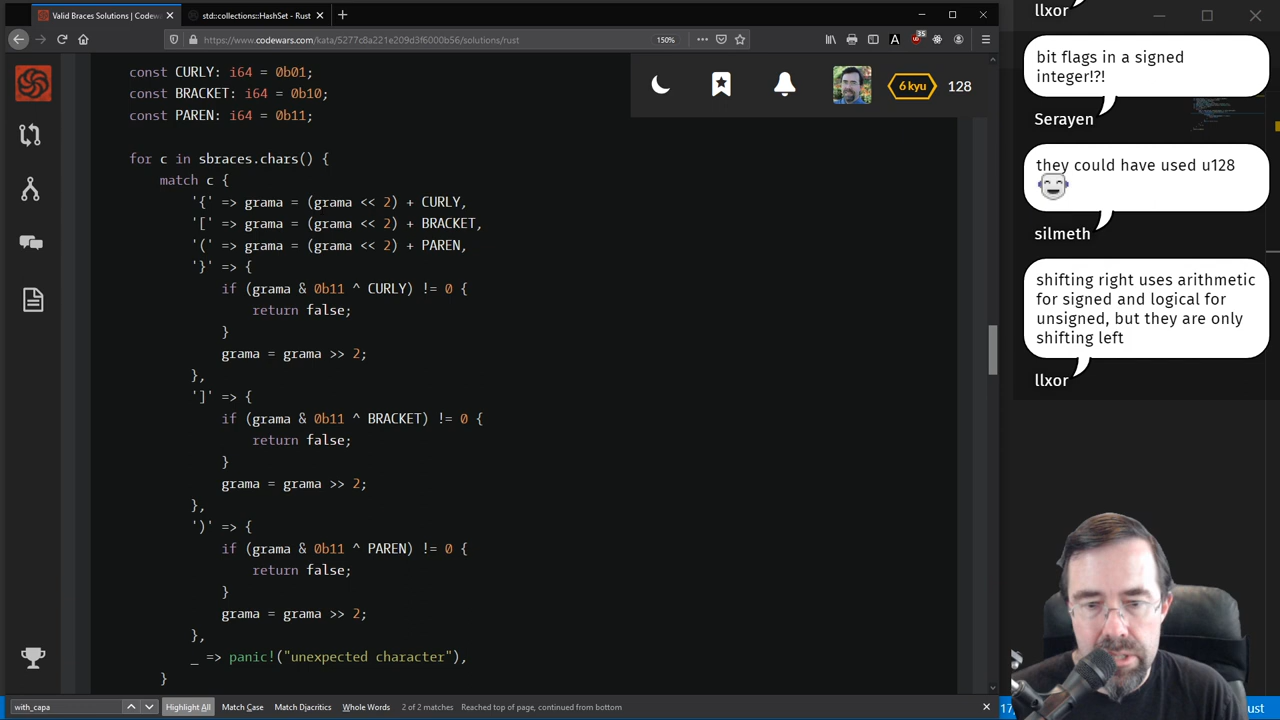 Valid Braces Solutions | Codew
std::collections::HashSet - Rust
https://www.codewars.com/kata/5277c8a221e209d3f6000b56/solutions/rust
150%
35
const CURLY: i64 = 0b01;
const BRACKET: i64 = 0b10;
const PAREN: i64 = 0b11;
6 kyu
128
for c in sbraces.chars() {
match c {
'{' => grama = (grama << 2) + CURLY,
'[' => grama = (grama << 2) + BRACKET,
'(' => grama = (grama << 2) + PAREN,
'}' => {
if (grama & 0b11 ^ CURLY) != 0 {
return false;
}
grama = grama >> 2;
},
']' => {
if (grama & 0b11 ^ BRACKET) != 0 {
return false;
}
grama = grama >> 2;
},
')' => {
if (grama & 0b11 ^ PAREN) != 0 {
return false;
}
grama = grama >> 2;
},
_ => panic!("unexpected character"),
}
with_capa
Highlight All
Match Case
Match Diacritics
Whole Words
2 of 2 matches
Reached top of page, continued from bottom
llxor
bit flags in a signed
integer!?!
Serayen
they could have used u128
silmeth
shifting right uses arithmetic
for signed and logical for
unsigned, but they are only
shifting left
llxor
17,
ust